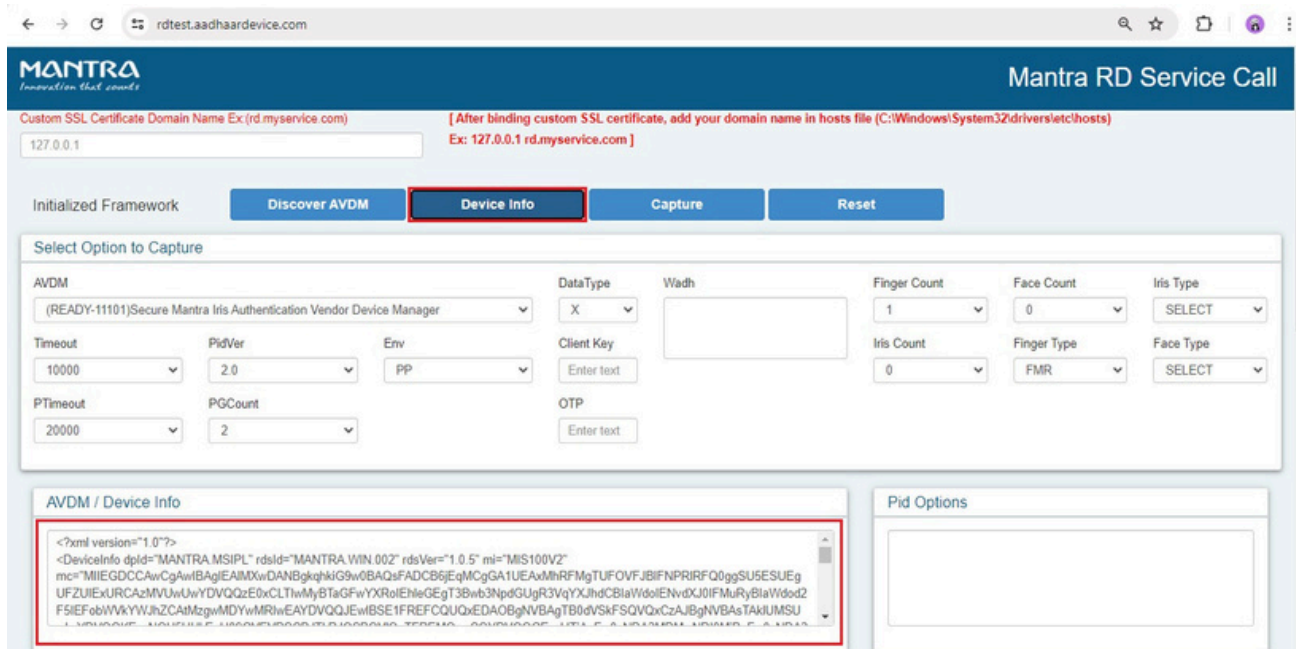 rdtest.aadhaardevice.com
MANTRA
Innovation that counts
Mantra RD Service Call
Custom SSL Certificate Domain Name Ex:(rd.myservice.com)
[ After binding custom SSL certificate, add your domain name in hosts file (C:\Windows\System32\drivers\etc\hosts)
Ex: 127.0.0.1 rd.myservice.com ]
127.0.0.1
Initialized Framework
Discover AVDM
Device Info
Capture
Reset
Select Option to Capture
AVDM
DataType
Wadh
Finger Count
Face Count
Iris Type
(READY-11101)Secure Mantra Iris Authentication Vendor Device Manager
X
1
0
SELECT
Timeout
PidVer
Env
Client Key
Iris Count
Finger Type
Face Type
10000
2.0
PP
Enter text
0
FMR
SELECT
PTimeout
PGCount
OTP
20000
2
Enter text
AVDM / Device Info
Pid Options
<?xml version="1.0"?>
<DeviceInfo dpId="MANTRA.MSIPL" rdsId="MANTRA.WIN.002" rdsVer="1.0.5" mi="MIS100V2"